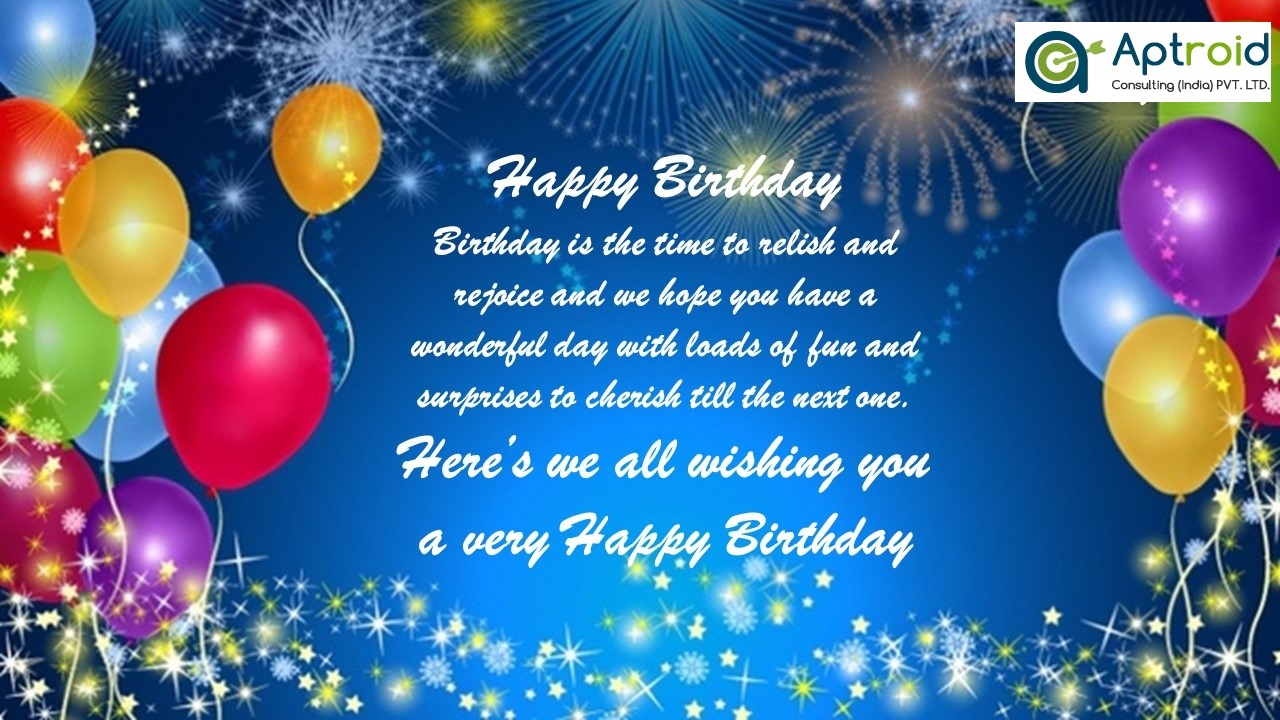 Aptroid
Consulting (India) PVT. LTD.
Happy Birthday
Birthday is the time to relish and
rejoice and we hope you have a
wonderful day with loads of fun and
surprises to cherish till the next one.
Here's we all wishing you
a very Happy Birthday